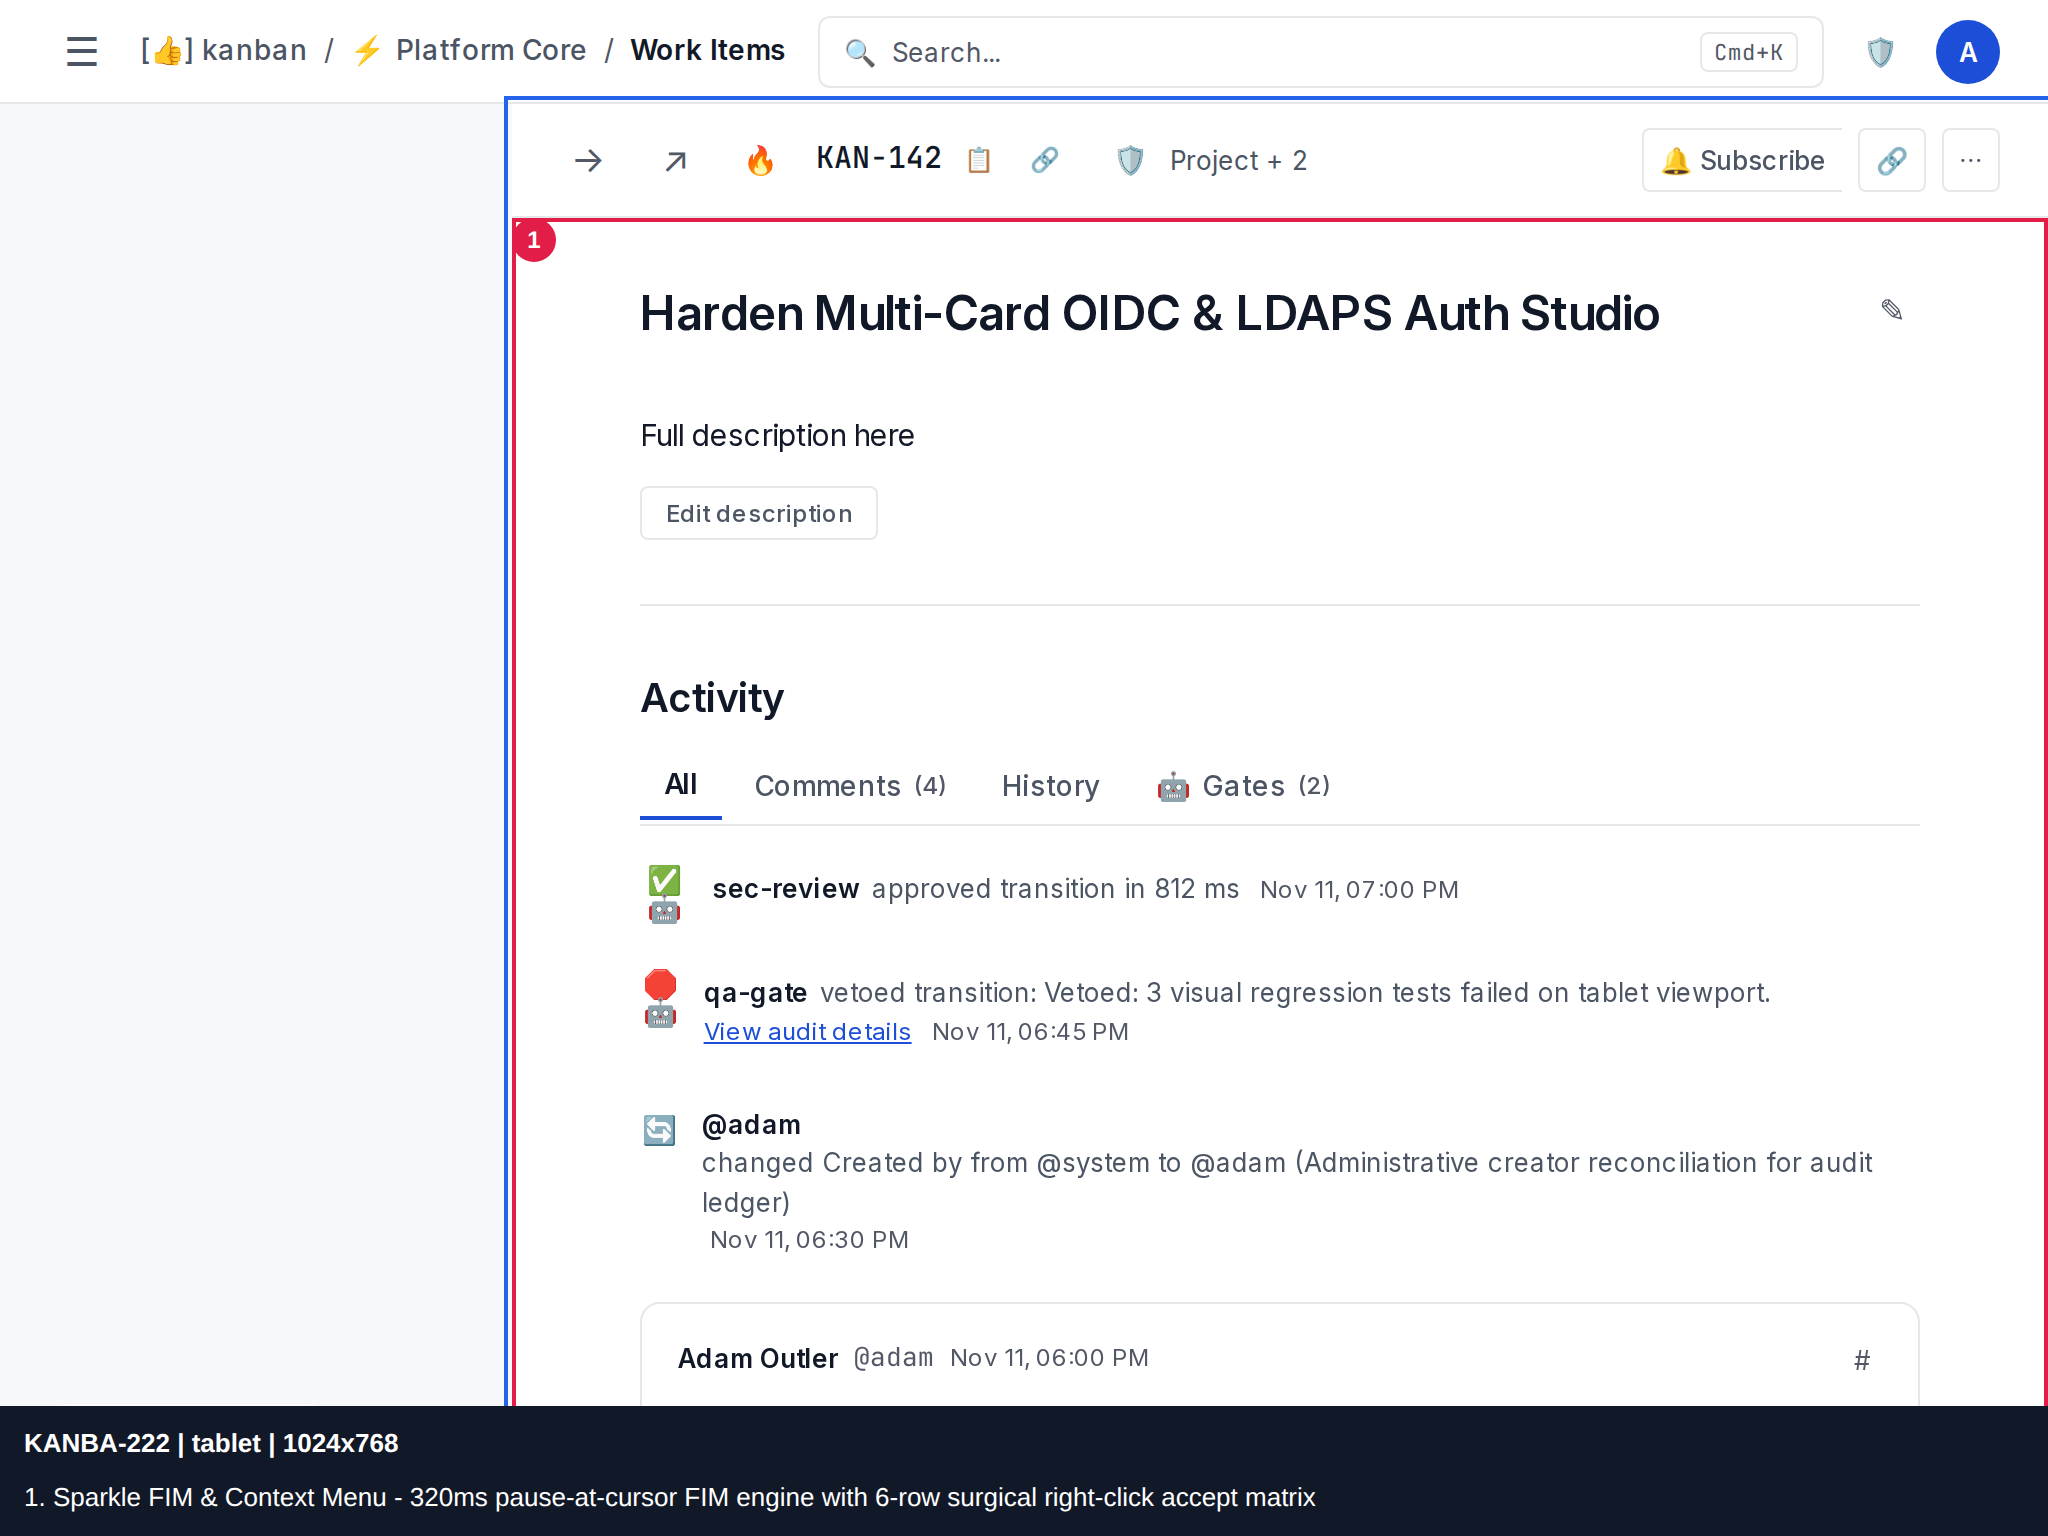 ☰ [👍] kanban / ⚡ Platform Core / Work Items 🔍 Search... Cmd+K 🛡️ A
→ ↗ 🔥 KAN-142 📋 🔗 🛡️ Project + 2 🔔 Subscribe 🔗 ...
1
Harden Multi-Card OIDC & LDAPS Auth Studio ✎
Full description here
Edit description
Activity
All Comments (4) History 🤖 Gates (2)
✅🤖 sec-review approved transition in 812 ms Nov 11, 07:00 PM
🛑🤖 qa-gate vetoed transition: Vetoed: 3 visual regression tests failed on tablet viewport.
View audit details Nov 11, 06:45 PM
🔄 @adam
changed Created by from @system to @adam (Administrative creator reconciliation for audit
ledger)
Nov 11, 06:30 PM
Adam Outler @adam Nov 11, 06:00 PM #
KANBA-222 | tablet | 1024x768
1. Sparkle FIM & Context Menu - 320ms pause-at-cursor FIM engine with 6-row surgical right-click accept matrix